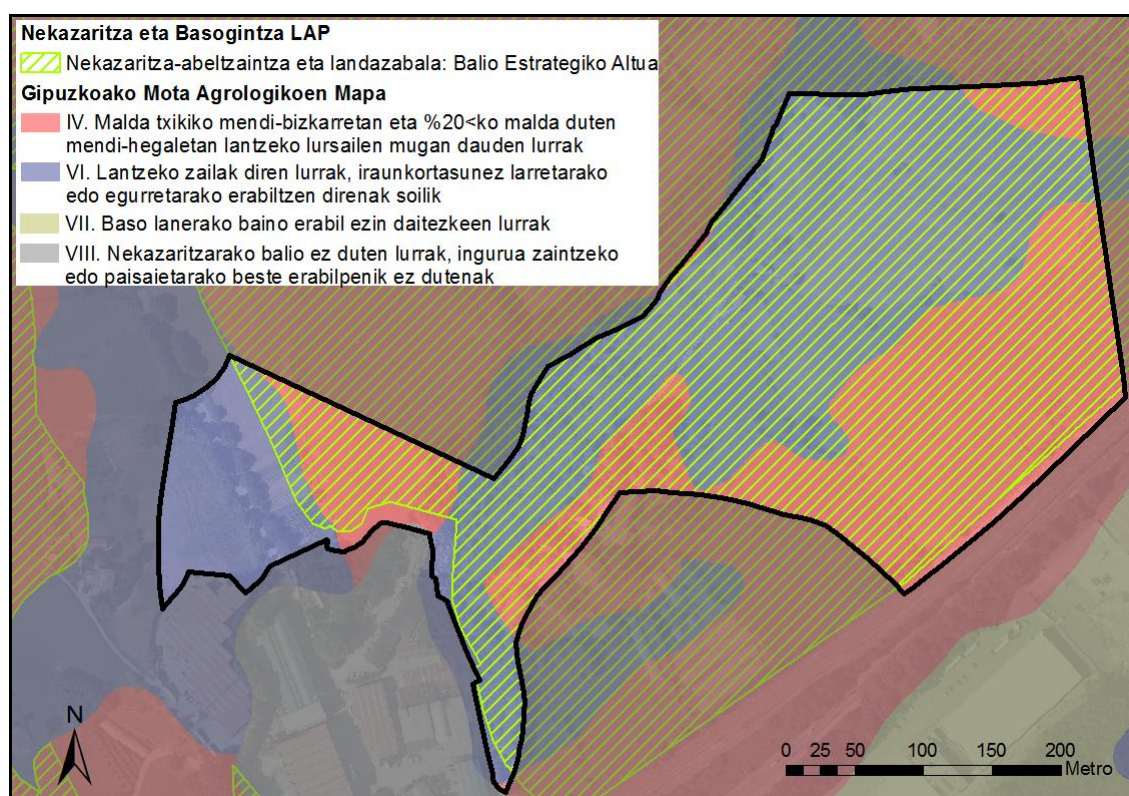 Nekazaritza eta Basogintza LAP
Nekazaritza-abeltzaintza eta landazabala: Balio Estrategiko Altua
Gipuzkoako Mota Agrologikoen Mapa
IV. Malda txikiko mendi-bizkarretan eta %20<ko malda duten
mendi-hegaletan lantzeko lursailen mugan dauden lurrak
VI. Lantzeko zailak diren lurrak, iraunkortasunez larretarako
edo egurretarako erabiltzen direnak soilik
VII. Baso lanerako baino erabil ezin daitezkeen lurrak
VIII. Nekazaritzarako balio ez duten lurrak, ingurua zaintzeko
edo paisaietarako beste erabilpenik ez dutenak
N
0 25 50 100 150 200
Metro